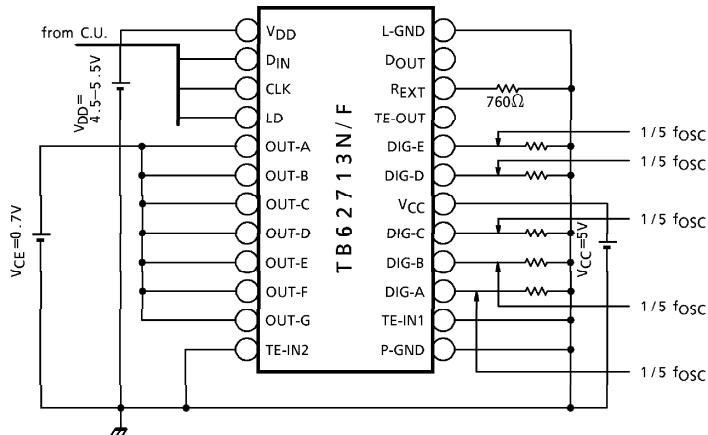 from C.U.
VDD=
4.5–5.5V
VCE=0.7V
VDD
DIN
CLK
LD
OUT-A
OUT-B
OUT-C
OUT-D
OUT-E
OUT-F
OUT-G
TE-IN2
TB62713N/F
L-GND
DOUT
REXT
TE-OUT
DIG-E
DIG-D
VCC
DIG-C
DIG-B
DIG-A
TE-IN1
P-GND
760Ω
VCC=5V
1/5 fOSC
1/5 fOSC
1/5 fOSC
1/5 fOSC
1/5 fOSC